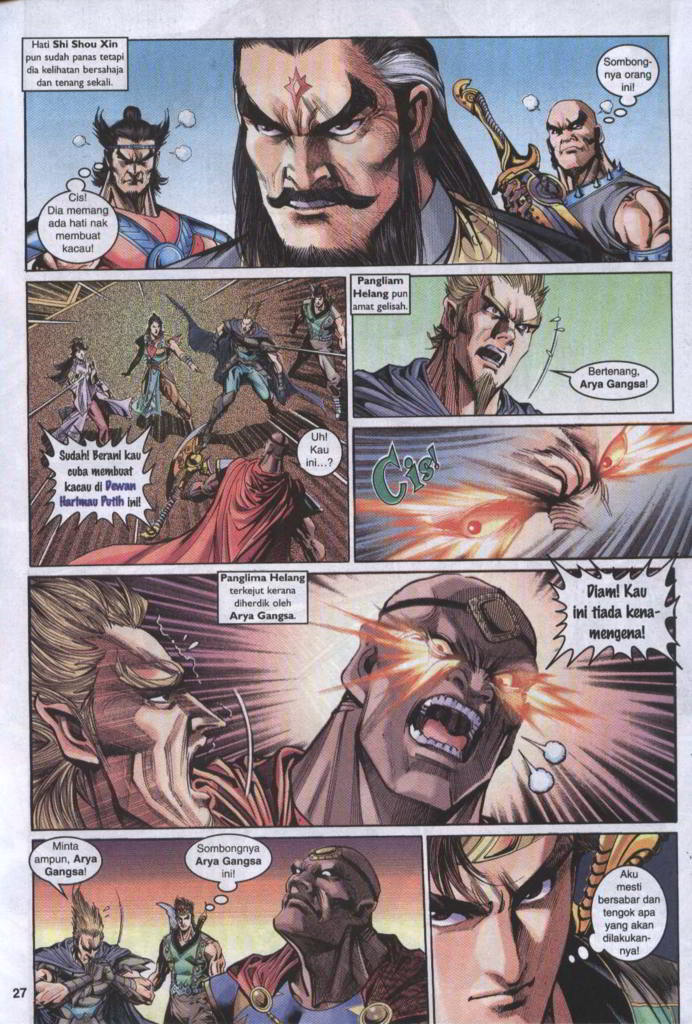 Hati Shi Shou Xin
pun sudah panas tetapi
dia kelihatan bersahaja
dan tenang sekali.
Cis!
Dia memang
ada hati nak
membuat
kacau!
Sombong-
nya orang
ini!
Sudah! Berani kau
cuba membuat
kacau di Dewan
Harimau Putih ini!
Uh!
Kau
ini...?
Pangliam
Helang pun
amat gelisah.
Bertenang,
Arya Gangsa!
Cis!
Panglima Helang
terkejut kerana
diherdik oleh
Arya Gangsa.
Diam! Kau
ini tiada kena-
mengena!
Minta
ampun, Arya
Gangsa!
Sombongnya
Arya Gangsa
ini!
Aku
mesti
bersabar dan
tengok apa
yang akan
dilakukan-
nya!
27